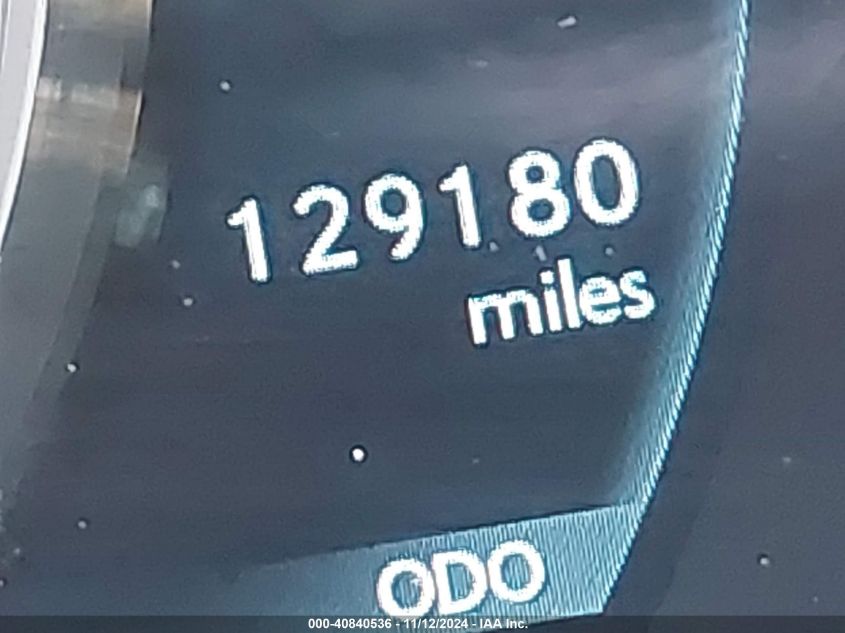 129180
miles
ODO
000-40840536 - 11/12/2024 - IAA Inc.